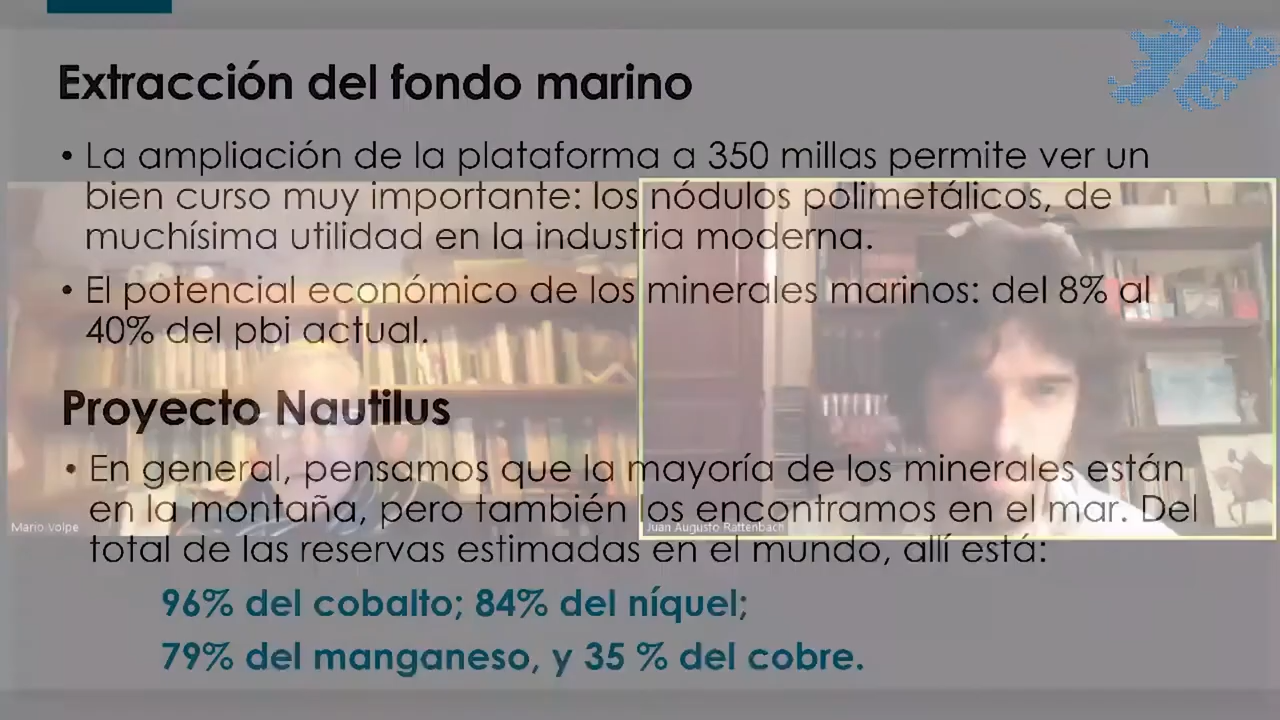 Extracción del fondo marino
• La ampliación de la plataforma a 350 millas permite ver un
bien curso muy importante: los nódulos polimetálicos, de
muchísima utilidad en la industria moderna.
• El potencial económico de los minerales marinos: del 8% al
40% del pbi actual.
Proyecto Nautilus
• En general, pensamos que la mayoría de los minerales están
en la montaña, pero también los encontramos en el mar. Del
total de las reservas estimadas en el mundo, allí está:
96% del cobalto; 84% del níquel;
79% del manganeso, y 35 % del cobre.
Mario Volpe
Juan Augusto Rattenbach